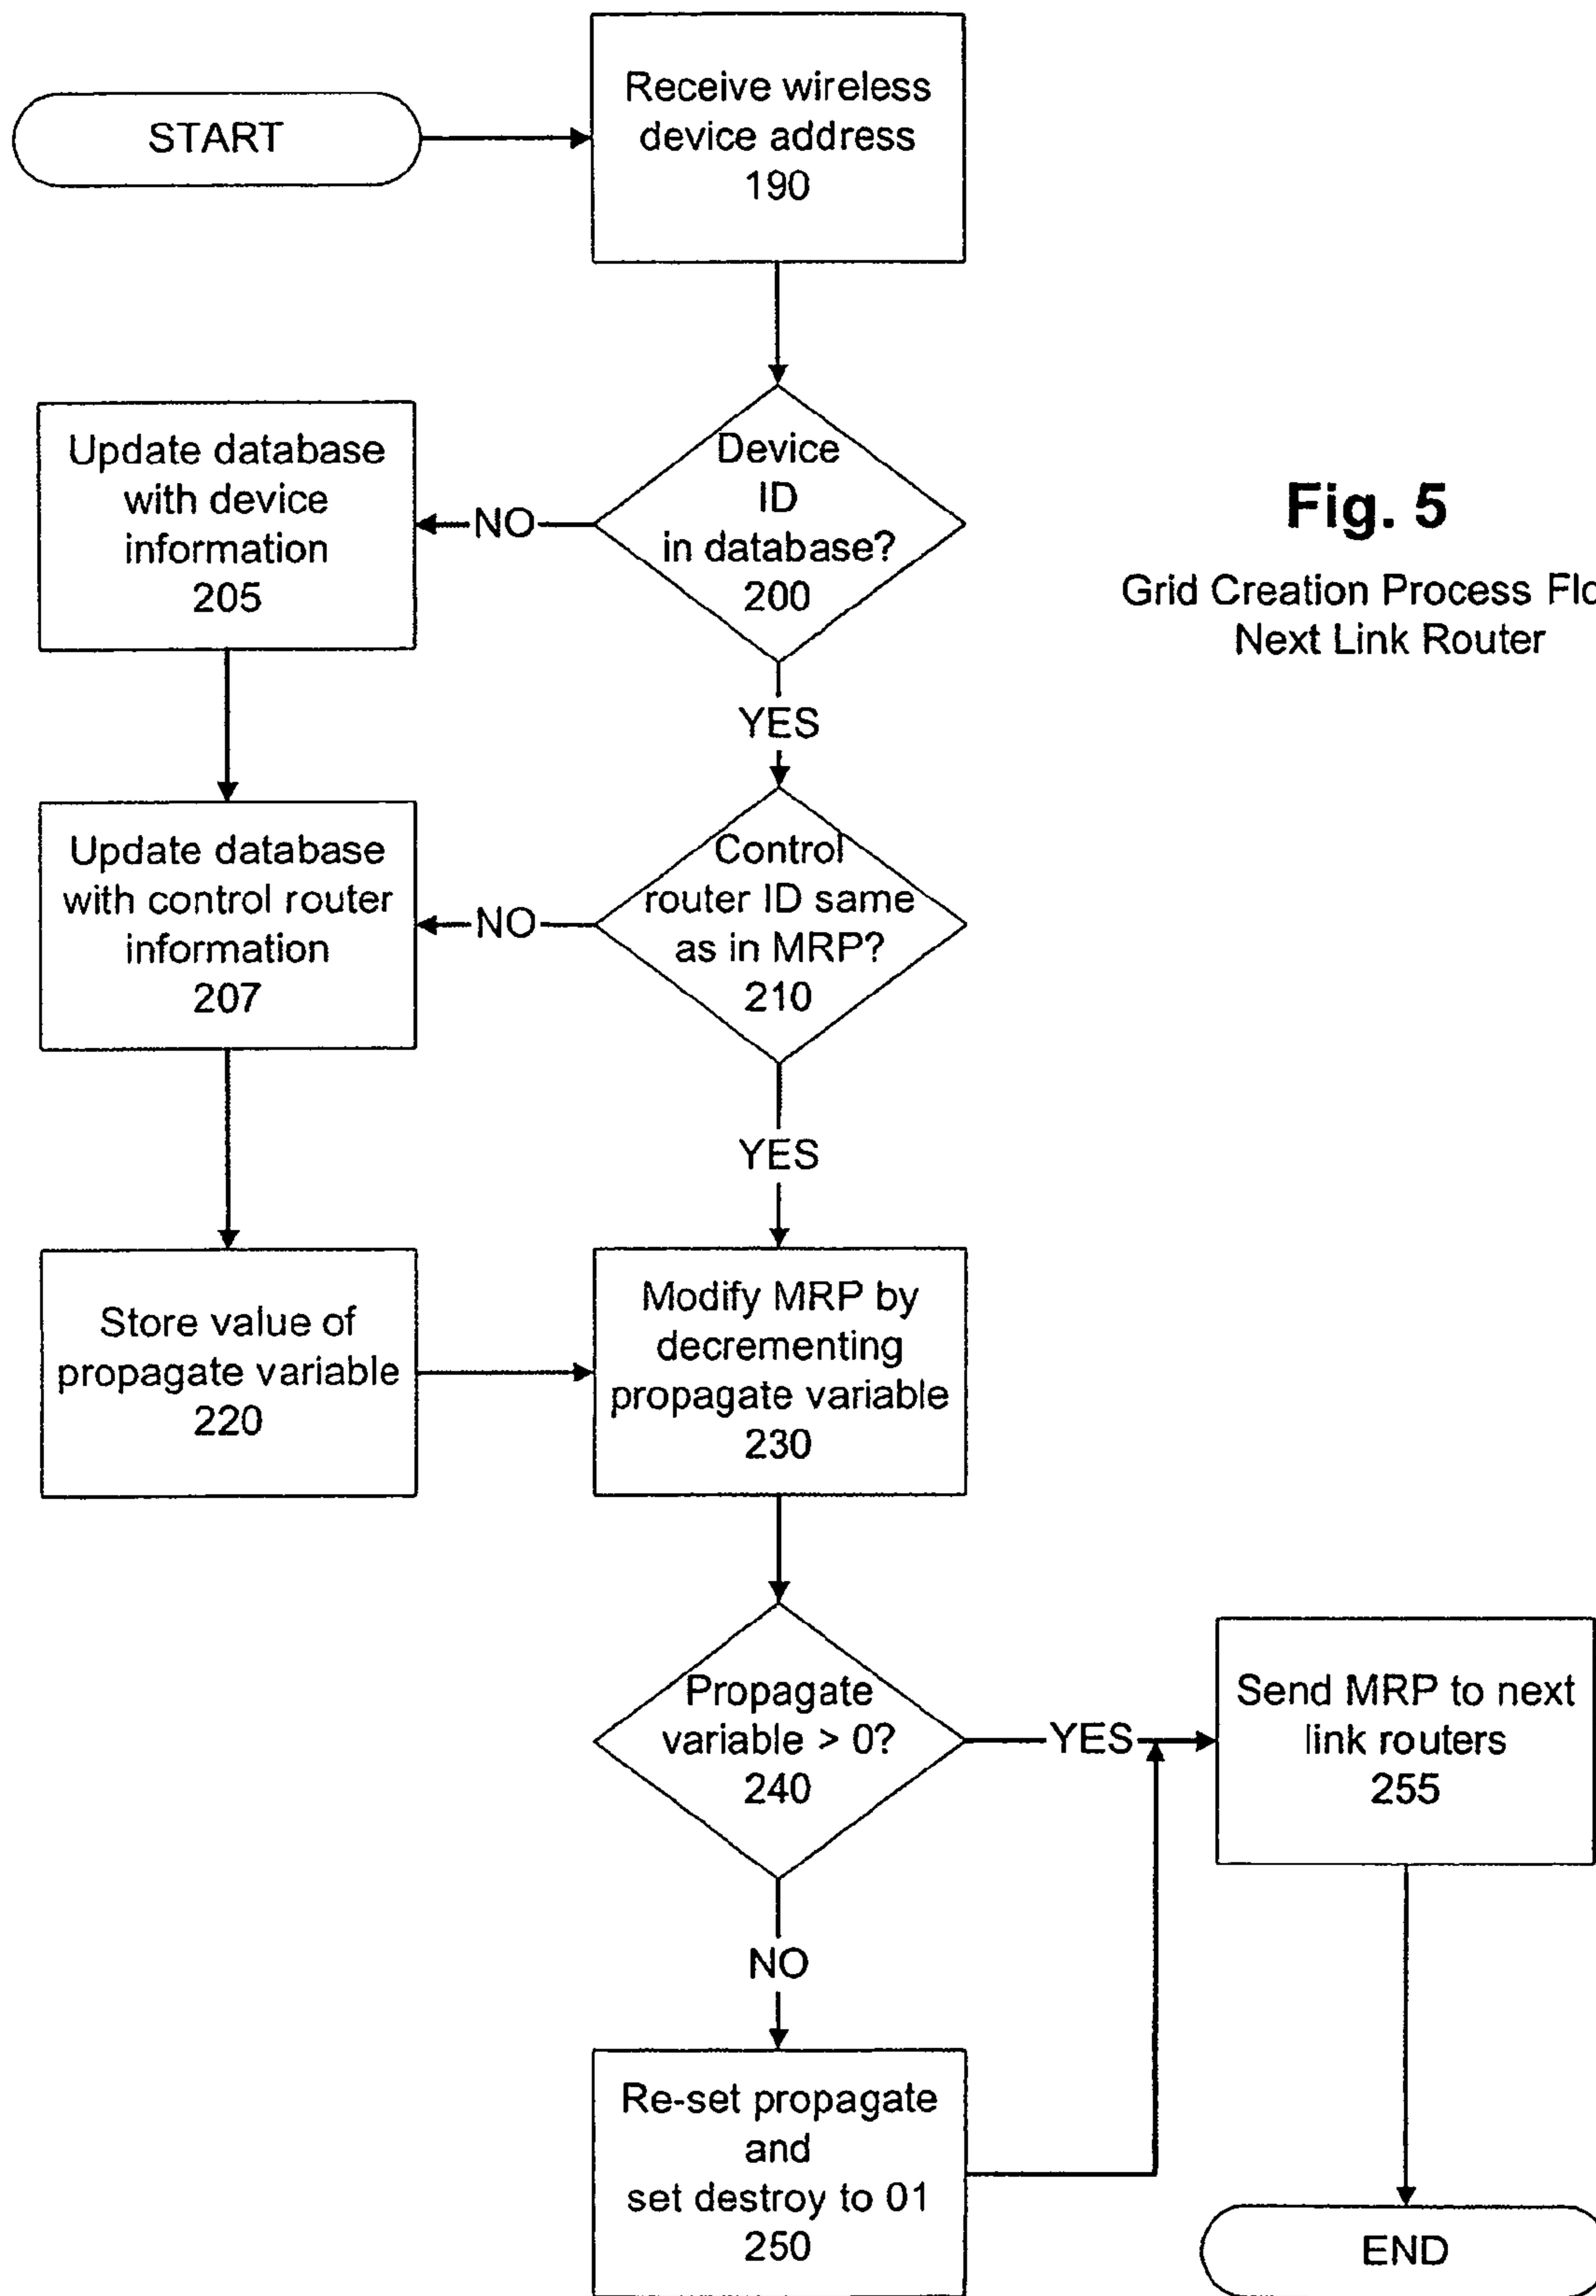 START
Receive wireless
device address
190
Device
ID
in database?
200
NO
Update database
with device
information
205
Fig. 5
Grid Creation Process Flo
Next Link Router
YES
Control
router ID same
as in MRP?
210
NO
Update database
with control router
information
207
YES
Store value of
propagate variable
220
Modify MRP by
decrementing
propagate variable
230
Propagate
variable > 0?
240
YES
Send MRP to next
link routers
255
NO
Re-set propagate
and
set destroy to 01
250
END